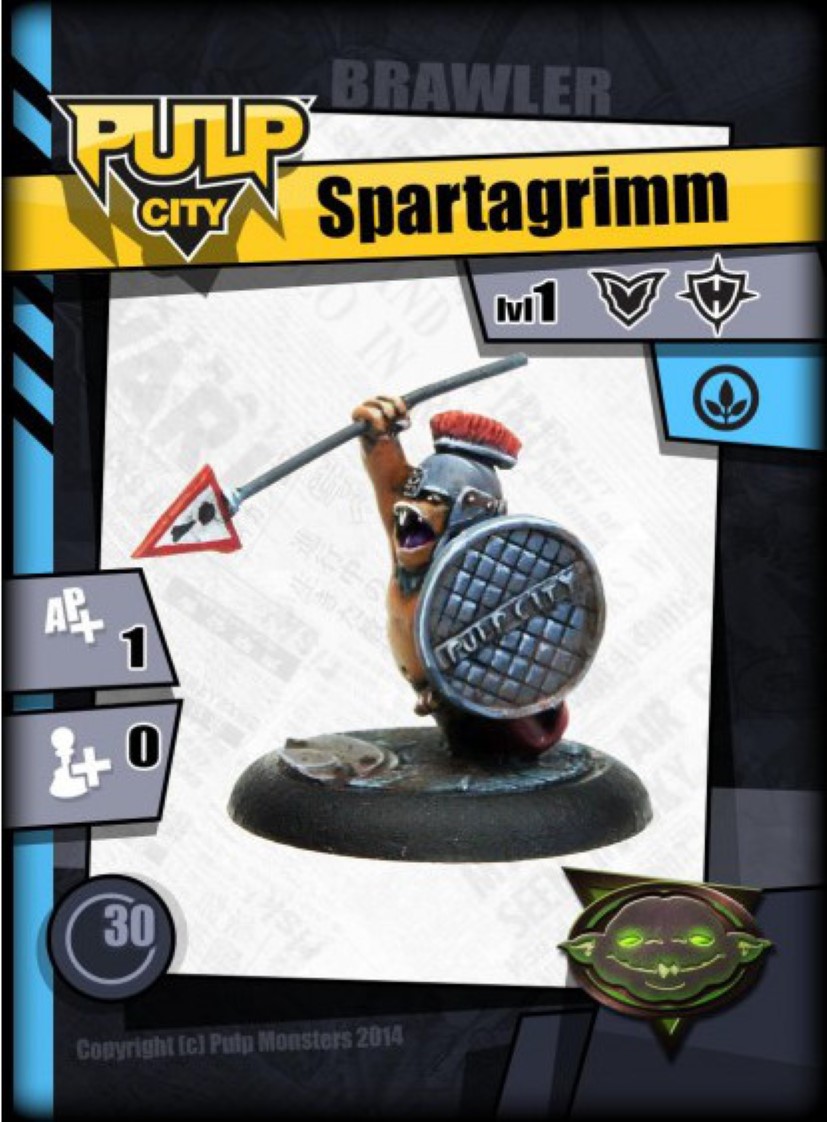 BRAWLER
PULP
CITY
Spartagrimm
lvl1
AP+
1
0
PULP CITY
30
Copyright (c) Pulp Monsters 2014